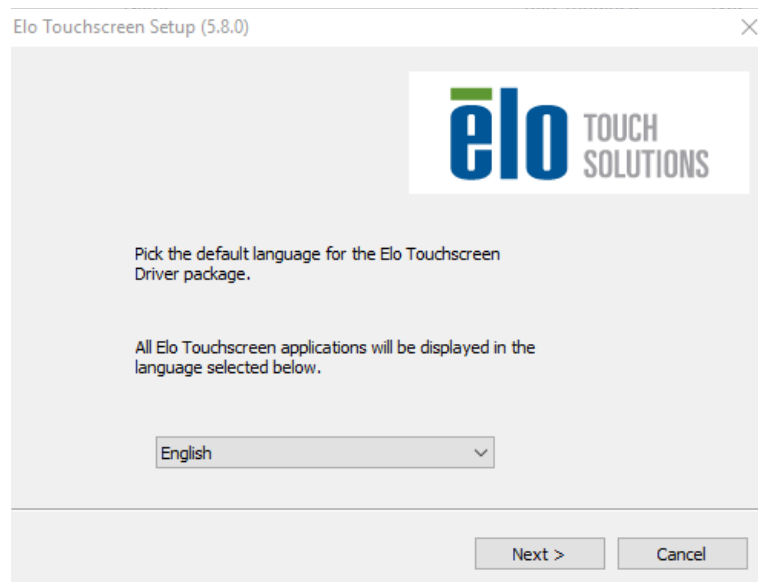 Elo Touchscreen Setup (5.8.0)
elo TOUCH
SOLUTIONS
Pick the default language for the Elo Touchscreen
Driver package.
All Elo Touchscreen applications will be displayed in the
language selected below.
English
Next >
Cancel